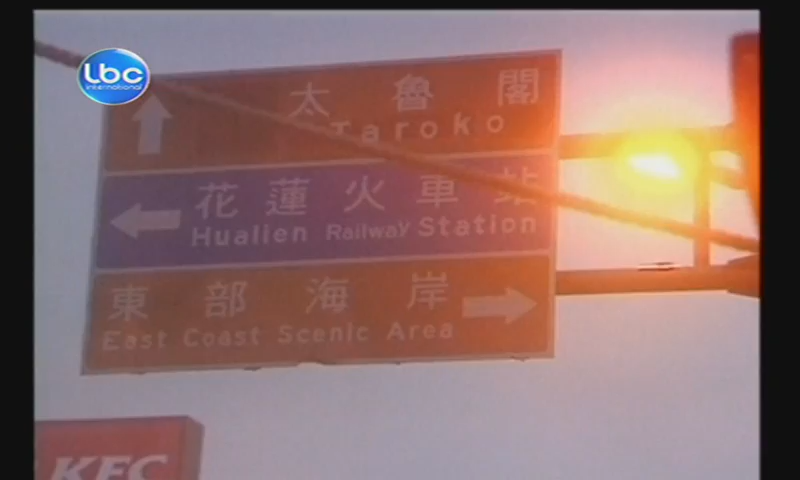 LBC
international
太魯閣
Taroko
花蓮火車站
Hualien Railway Station
東部海岸
East Coast Scenic Area
KFC